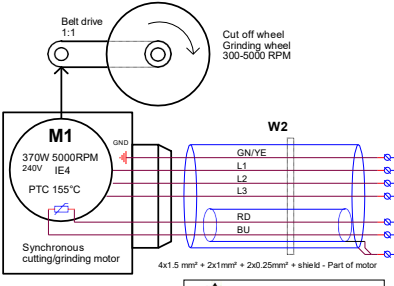 Belt drive
1:1
Cut off wheel
Grinding wheel
300-5000 RPM
M1
370W 5000RPM
240V IE4
PTC 155°C
Synchronous
cutting/grinding motor
GND
W2
GN/YE
L1
L2
L3
RD
BU
4x1.5 mm² + 2x1mm² + 2x0.25mm² + shield - Part of motor